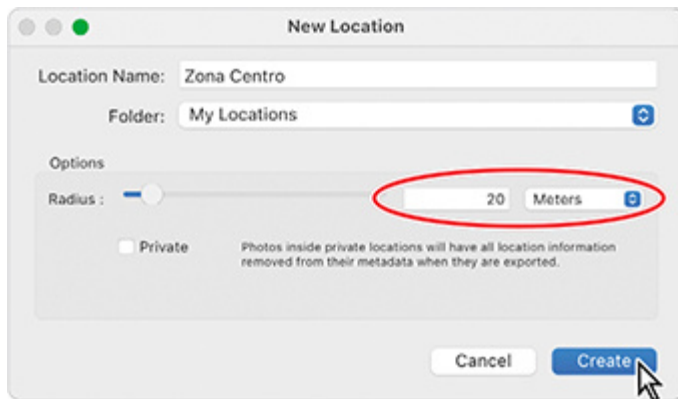 New Location
Location Name: Zona Centro
Folder: My Locations
Options
Radius : 20 Meters
Private Photos inside private locations will have all location information
removed from their metadata when they are exported.
Cancel Create